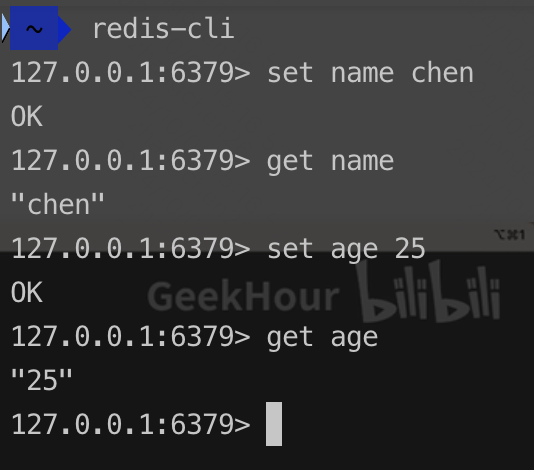 ~ redis-cli
127.0.0.1:6379> set name chen
OK
127.0.0.1:6379> get name
"chen"
127.0.0.1:6379> set age 25
⌥⌘1
OK
GeekHour bilibili
127.0.0.1:6379> get age
"25"
127.0.0.1:6379>